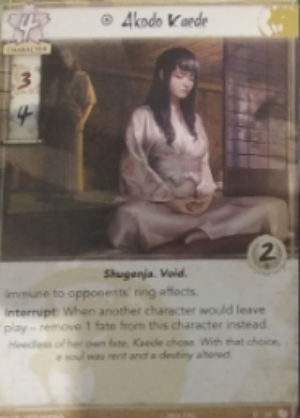 4
Akodo Kaede
CHARACTER
3
4
2
Shugenja. Void.
Immune to opponents' ring effects.
Interrupt: When another character would leave
play – remove 1 fate from this character instead.
Heedless of her own fate, Kaede chose. With that choice,
a soul was rent and a destiny altered.